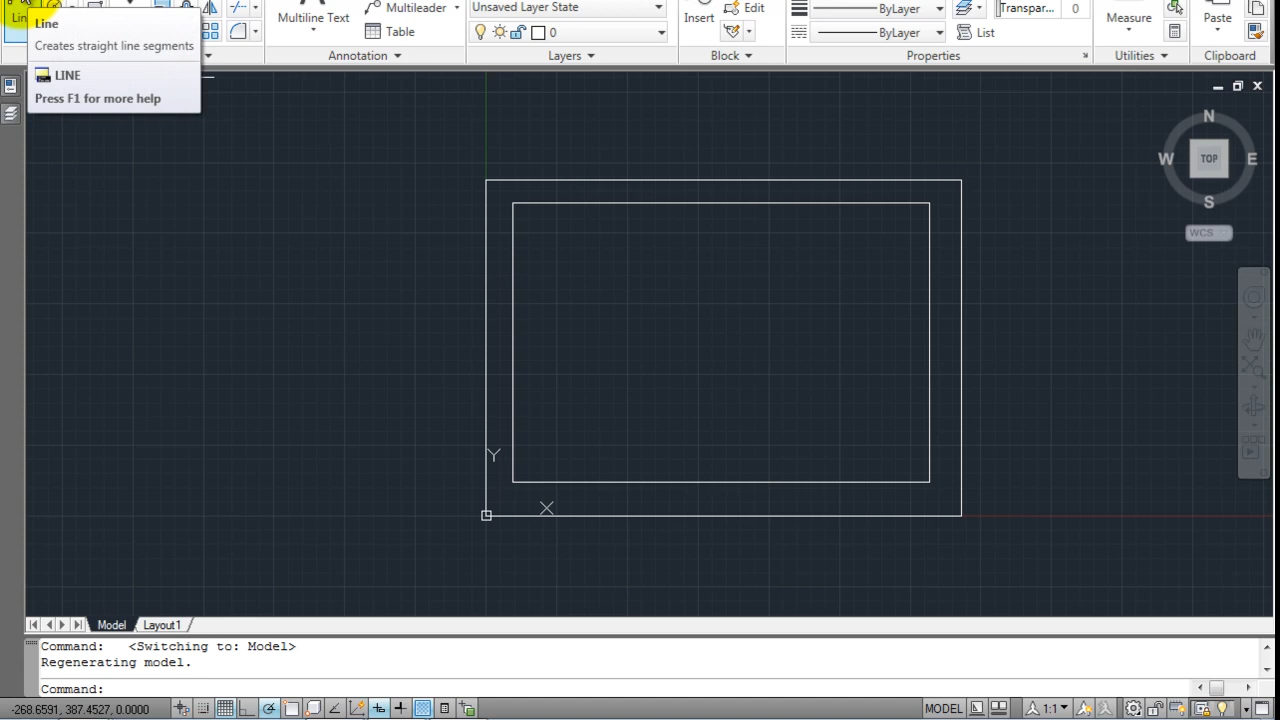 Lin
Line
Creates straight line segments
LINE
Press F1 for more help
Multiline Text
Multileader
Table
Annotation
Unsaved Layer State
0
Layers
Insert
Edit
Block
ByLayer
ByLayer
Transpar... 0
List
Properties
Measure
Utilities
Paste
Clipboard
N
W TOP E
S
WCS
Y
X
Model Layout1
Command: <Switching to: Model>
Regenerating model.
Command:
-268.6591, 387.4527, 0.0000
MODEL
1:1